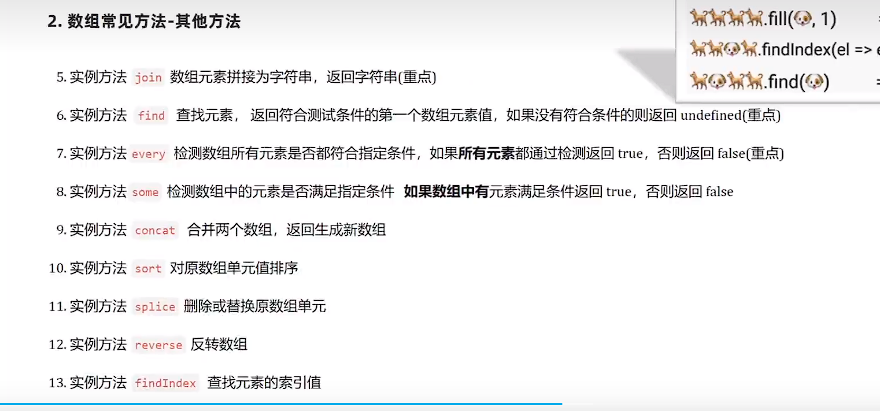 2. 数组常见方法-其他方法
.fill(🐶, 1) =
.findIndex(el => e
.find(🐶) =
5. 实例方法 join 数组元素拼接为字符串，返回字符串(重点)
6. 实例方法 find 查找元素， 返回符合测试条件的第一个数组元素值，如果没有符合条件的则返回 undefined(重点)
7. 实例方法 every 检测数组所有元素是否都符合指定条件，如果所有元素都通过检测返回 true，否则返回 false(重点)
8. 实例方法 some 检测数组中的元素是否满足指定条件 如果数组中有元素满足条件返回 true，否则返回 false
9. 实例方法 concat 合并两个数组，返回生成新数组
10. 实例方法 sort 对原数组单元值排序
11. 实例方法 splice 删除或替换原数组单元
12. 实例方法 reverse 反转数组
13. 实例方法 findIndex 查找元素的索引值